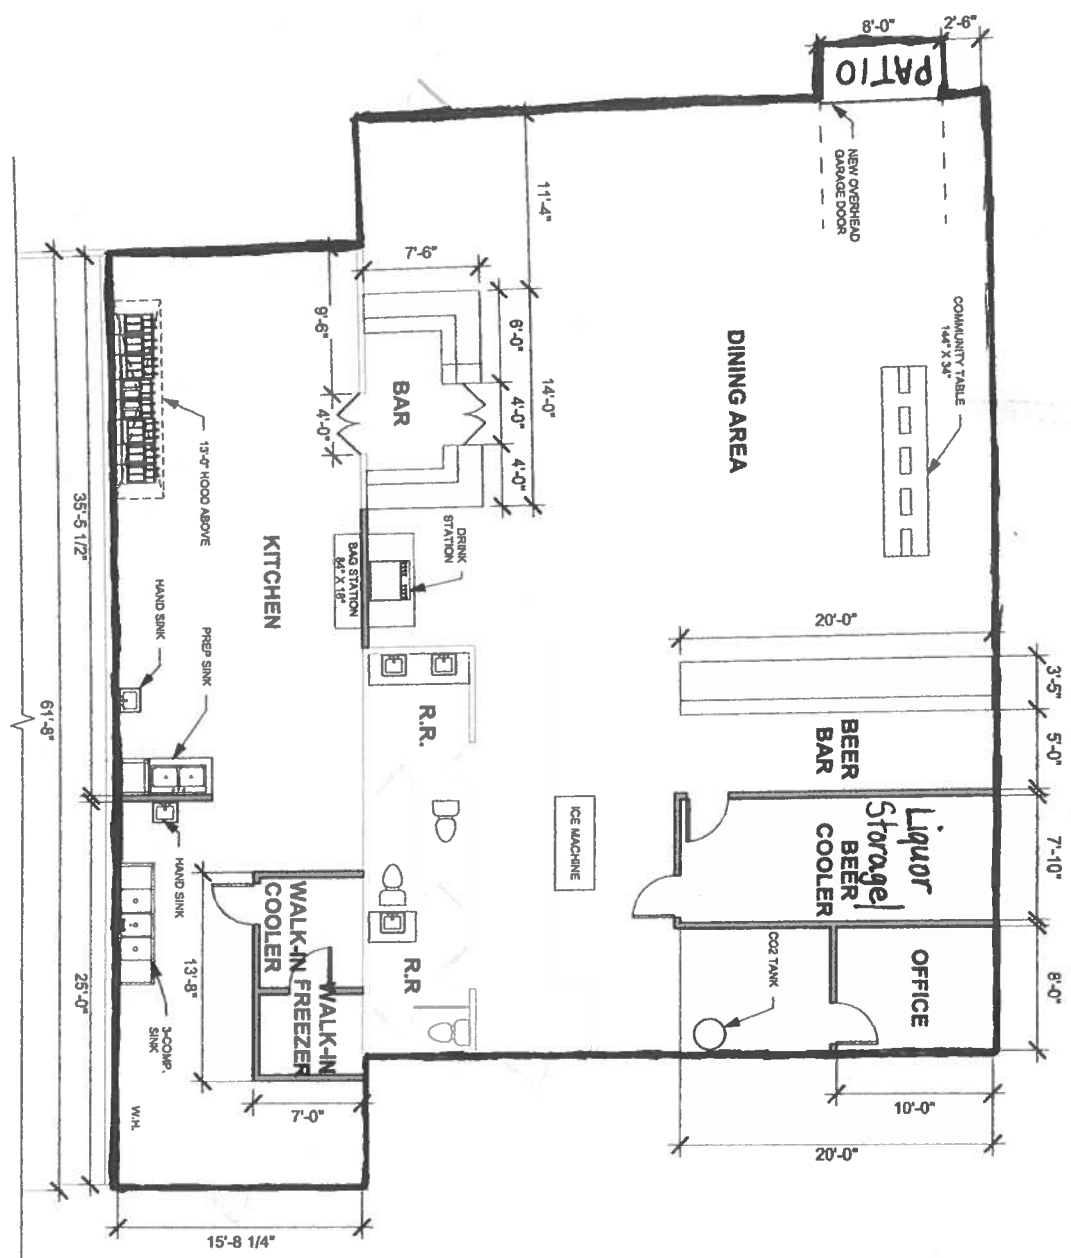 8'-0"
2'-6"
PATIO
NEW OVERHEAD
GARAGE DOOR
11'-4"
7'-6"
9'-6"
6'-0"
14'-0"
4'-0"
4'-0"
4'-0"
BAR
DINING AREA
COMMUNITY TABLE
144" X 34"
13'-0" HOOD ABOVE
35'-5 1/2"
61'-8"
KITCHEN
BAG STATION
84" X 16"
DRINK
STATION
HAND SINK
PREP SINK
R.R.
20'-0"
3'-5"
5'-0"
BEER
BAR
ICE MACHINE
Liquor
Storage/
BEER
COOLER
7'-10"
HAND SINK
WALK-IN
COOLER
WALK-IN
FREEZER
13'-8"
25'-0"
3-COMP.
SINK
W.H.
R.R
CO2 TANK
OFFICE
8'-0"
7'-0"
10'-0"
20'-0"
15'-8 1/4"